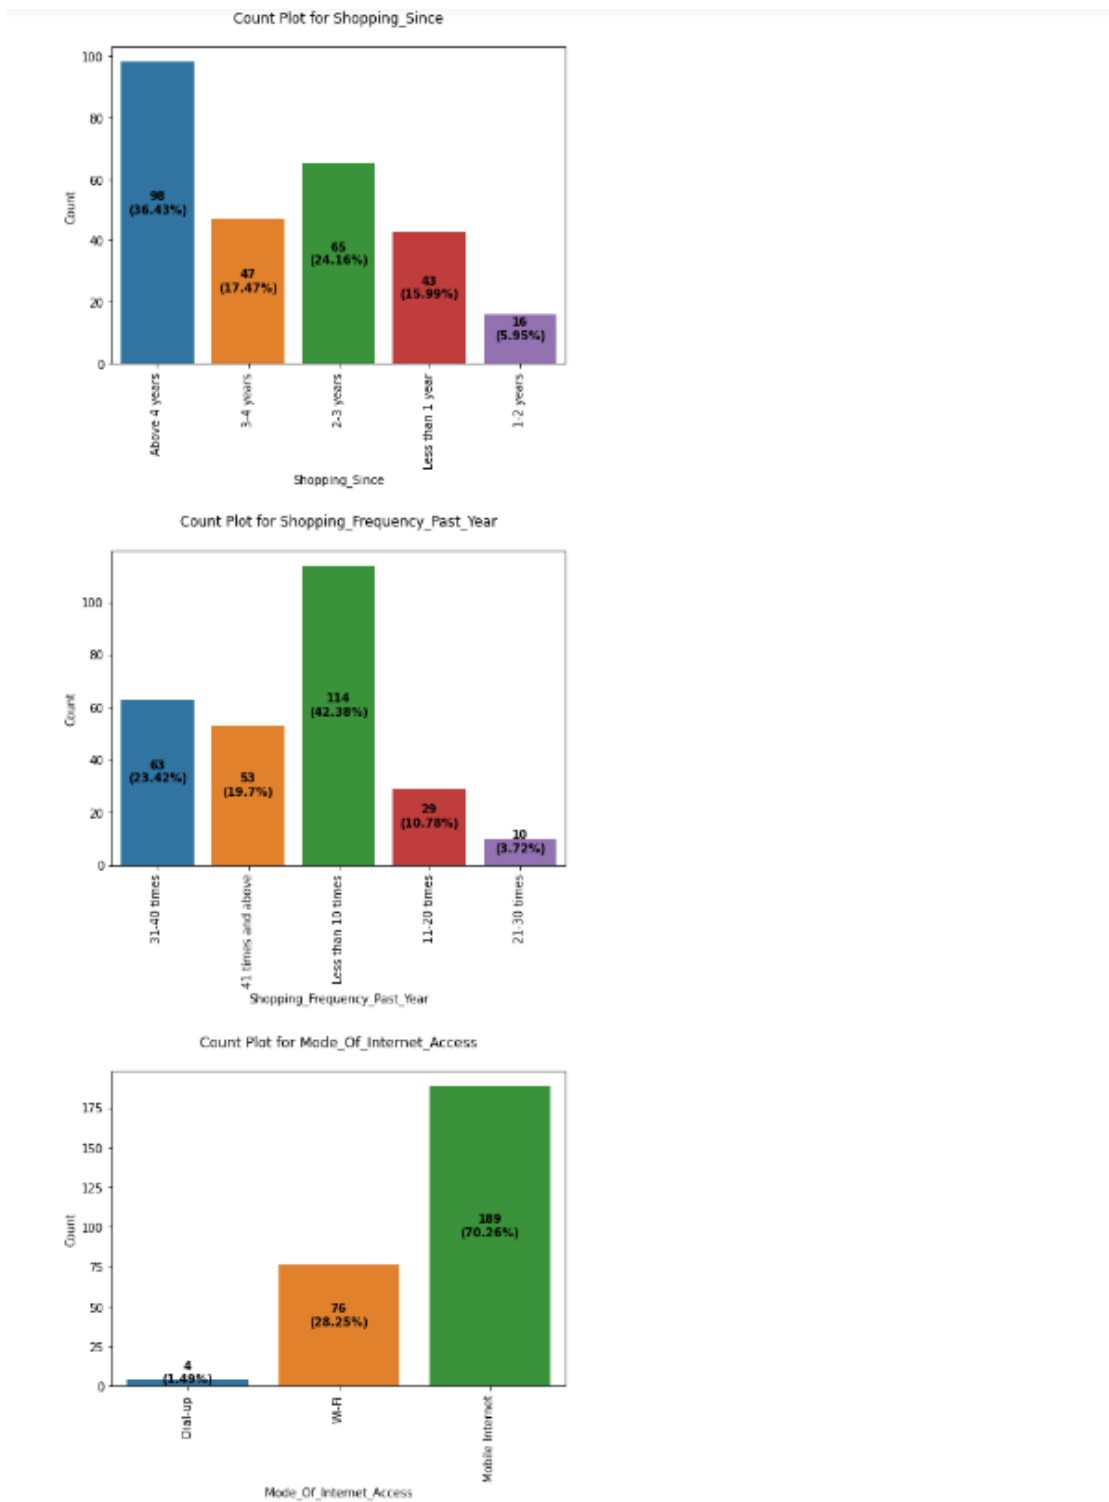 Count Plot for Shopping_Since
100
80
60
40
20
0
Count
98
(36.43%)
47
(17.47%)
65
(24.16%)
43
(15.99%)
16
(5.95%)
Above 4 years
3-4 years
2-3 years
Less than 1 year
1-2 years
Shopping_Since
Count Plot for Shopping_Frequency_Past_Year
100
80
60
40
20
0
Count
63
(23.42%)
53
(19.7%)
114
(42.38%)
29
(10.78%)
10
(3.72%)
31-40 times
41 times and above
Less than 10 times
11-20 times
21-30 times
Shopping_Frequency_Past_Year
Count Plot for Mode_Of_Internet_Access
175
150
125
100
75
50
25
0
Count
4
(1.49%)
76
(28.25%)
189
(70.26%)
Dial-up
Wi-Fi
Mobile Internet
Mode_Of_Internet_Access